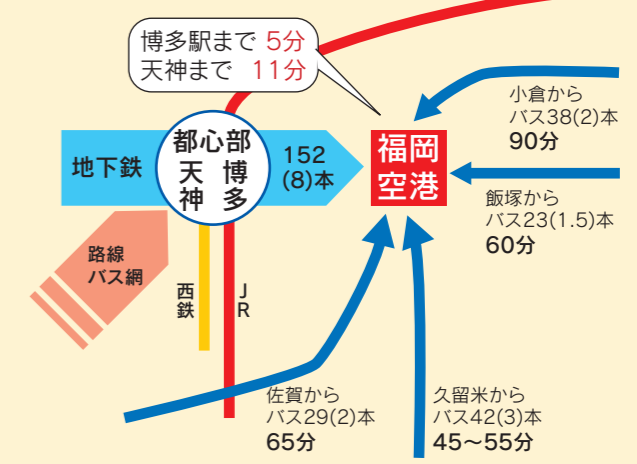 博多駅まで 5分
天神まで 11分
小倉から
バス38(2)本
90分
地下鉄
都心部
天神
博多
152
(8)本
福岡
空港
飯塚から
バス23(1.5)本
60分
路線
バス網
西鉄
JR
佐賀から
バス29(2)本
65分
久留米から
バス42(3)本
45〜55分